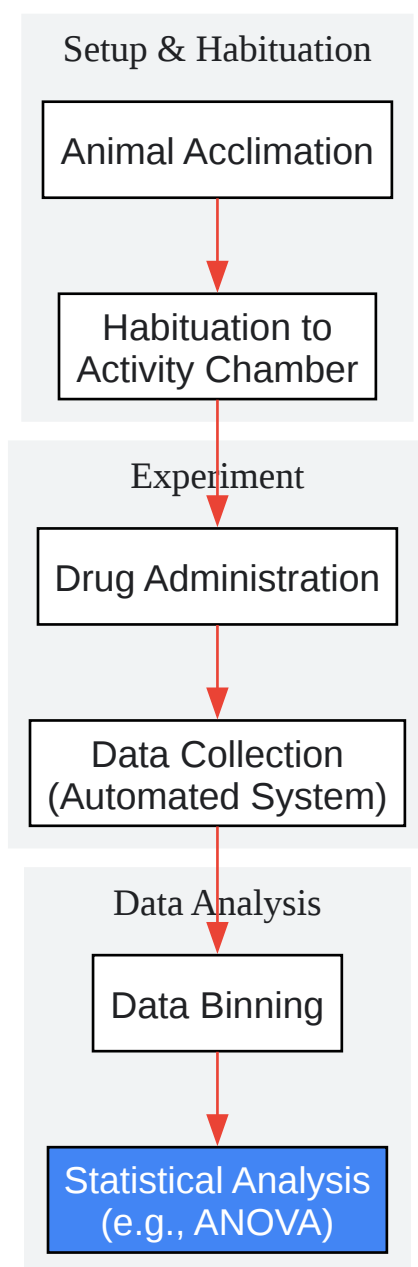 Setup & Habituation
Animal Acclimation
Habituation to
Activity Chamber
Experiment
Drug Administration
Data Collection
(Automated System)
Data Analysis
Data Binning
Statistical Analysis
(e.g., ANOVA)